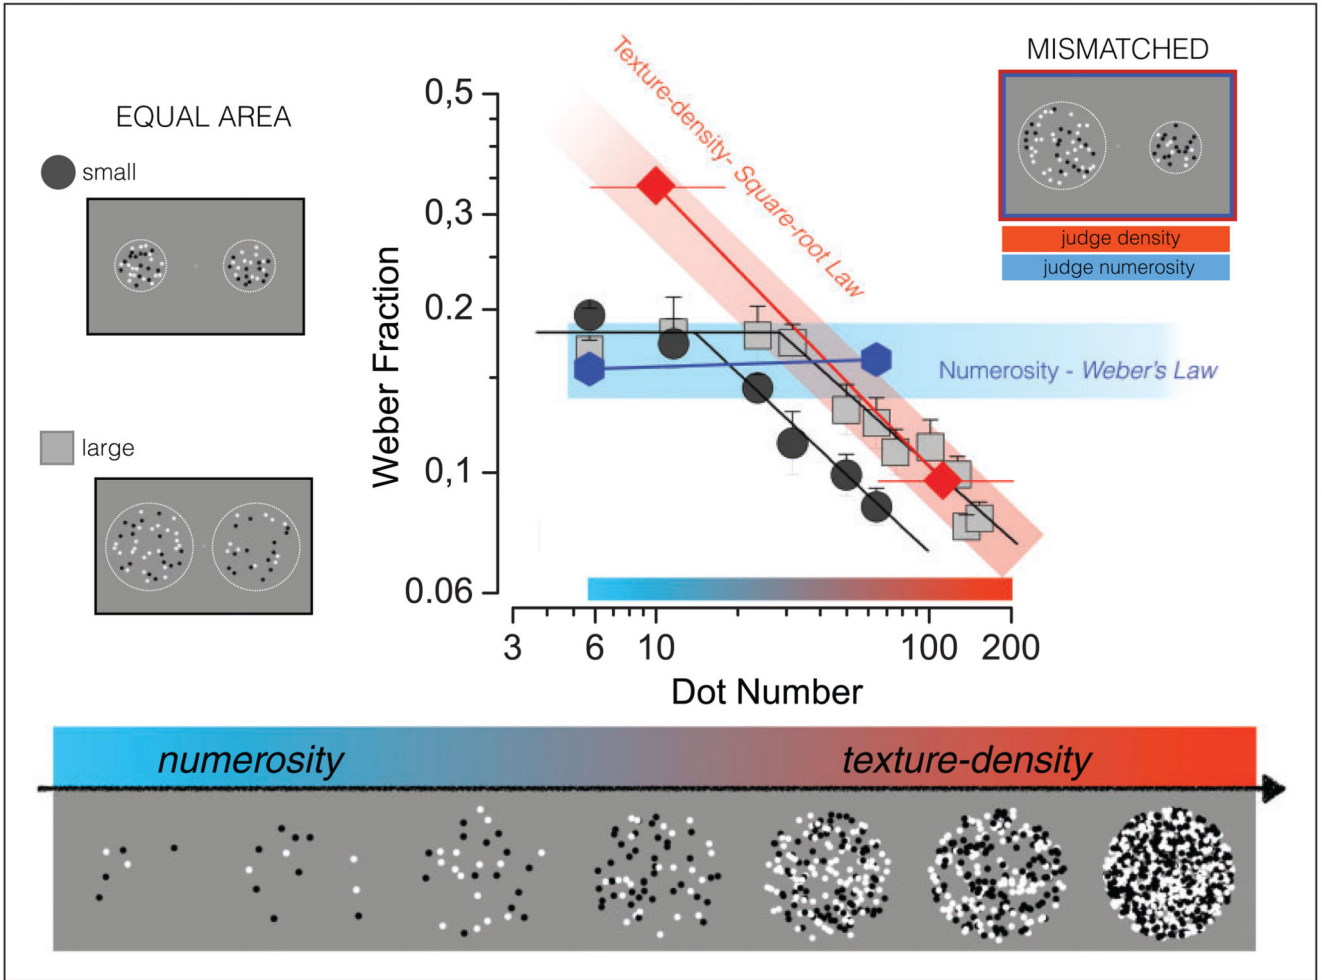 EQUAL AREA
small
large
0,5
0,3
0.2
0,1
0.06
Weber Fraction
3 6 10 100 200
Dot Number
Texture-density- Square-root Law
Numerosity - Weber's Law
MISMATCHED
judge density
judge numerosity
numerosity texture-density